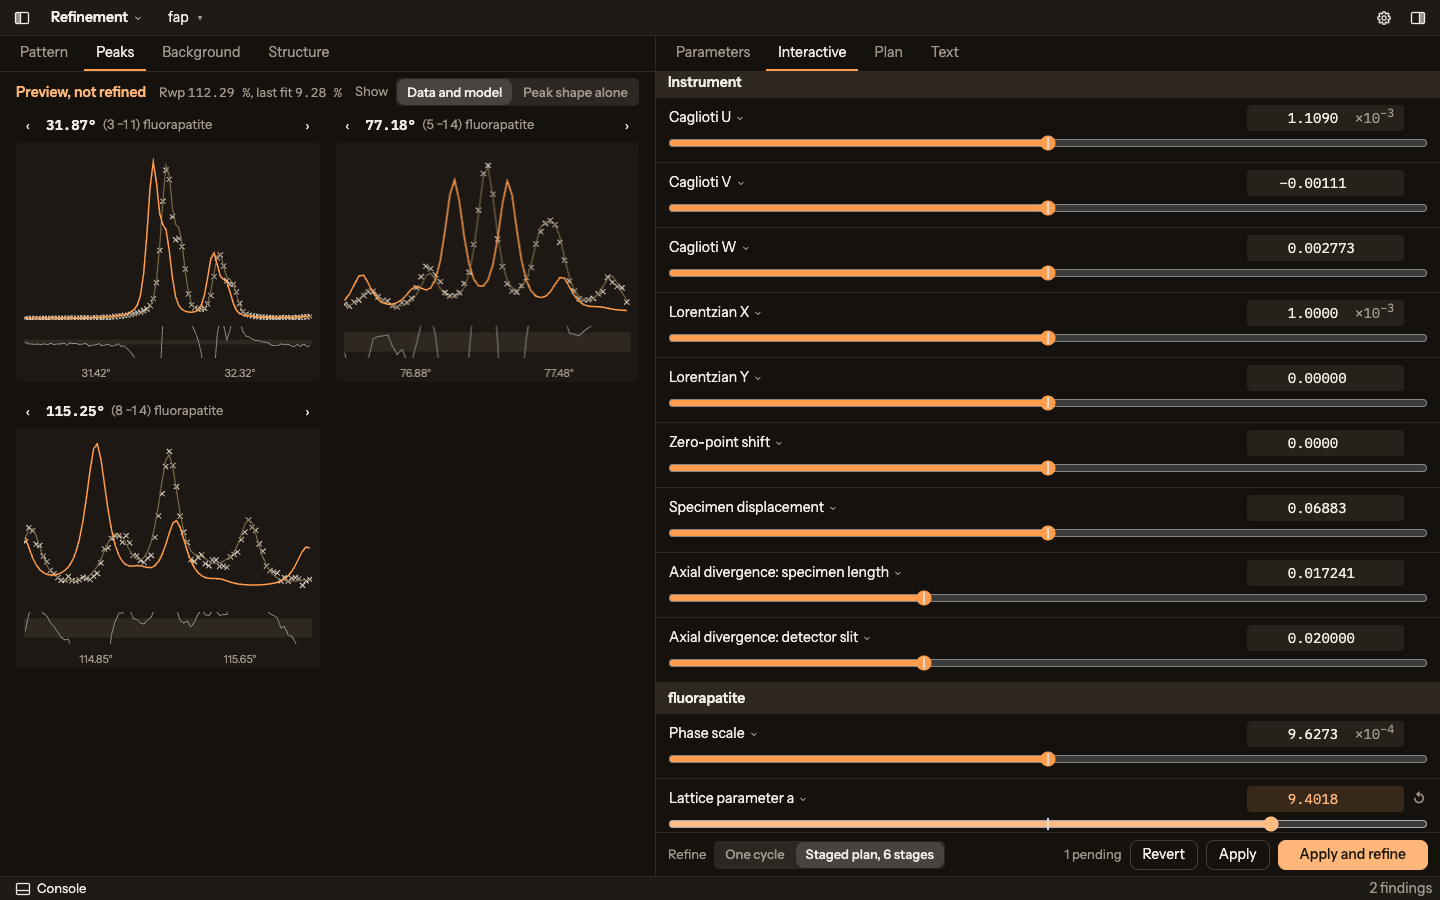 Refinement fap
Pattern Peaks Background Structure
Parameters Interactive Plan Text
Preview, not refined Rwp 112.29 %, last fit 9.28 % Show Data and model Peak shape alone
‹ 31.87° (3 −1 1) fluorapatite ›
‹ 77.18° (5 −1 4) fluorapatite ›
31.42° 32.32°
76.88° 77.48°
‹ 115.25° (8 −1 4) fluorapatite ›
114.85° 115.65°
Instrument
Caglioti U 1.1090 ×10⁻³
Caglioti V −0.00111
Caglioti W 0.002773
Lorentzian X 1.0000 ×10⁻³
Lorentzian Y 0.00000
Zero-point shift 0.0000
Specimen displacement 0.06883
Axial divergence: specimen length 0.017241
Axial divergence: detector slit 0.020000
fluorapatite
Phase scale 9.6273 ×10⁻⁴
Lattice parameter a 9.4018
Refine One cycle Staged plan, 6 stages 1 pending Revert Apply Apply and refine
Console 2 findings